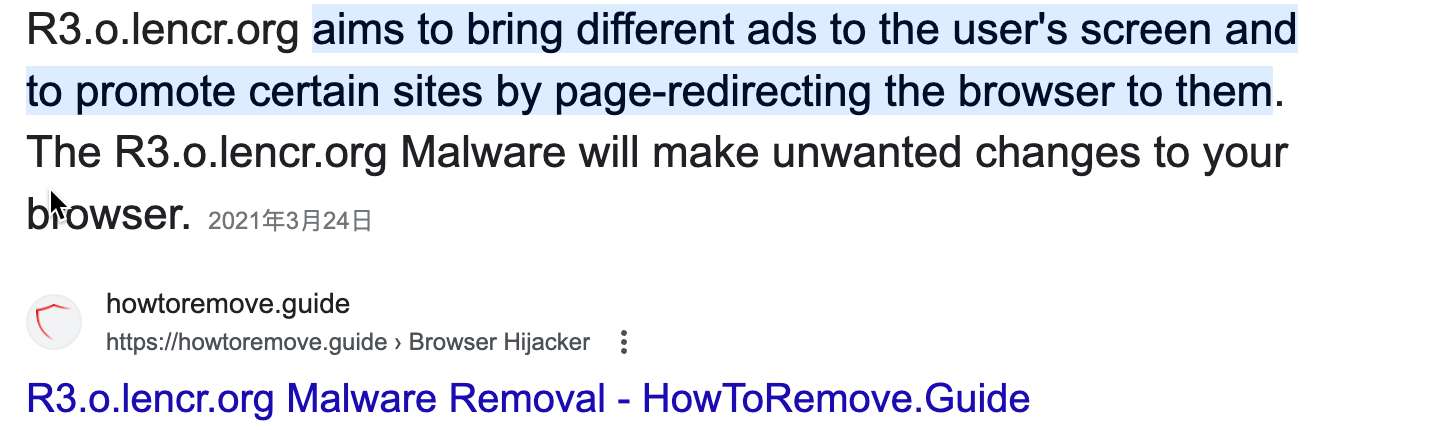 R3.o.lencr.org aims to bring different ads to the user's screen and
to promote certain sites by page-redirecting the browser to them.
The R3.o.lencr.org Malware will make unwanted changes to your
browser. 2021年3月24日
howtoremove.guide
https://howtoremove.guide › Browser Hijacker
R3.o.lencr.org Malware Removal - HowToRemove.Guide